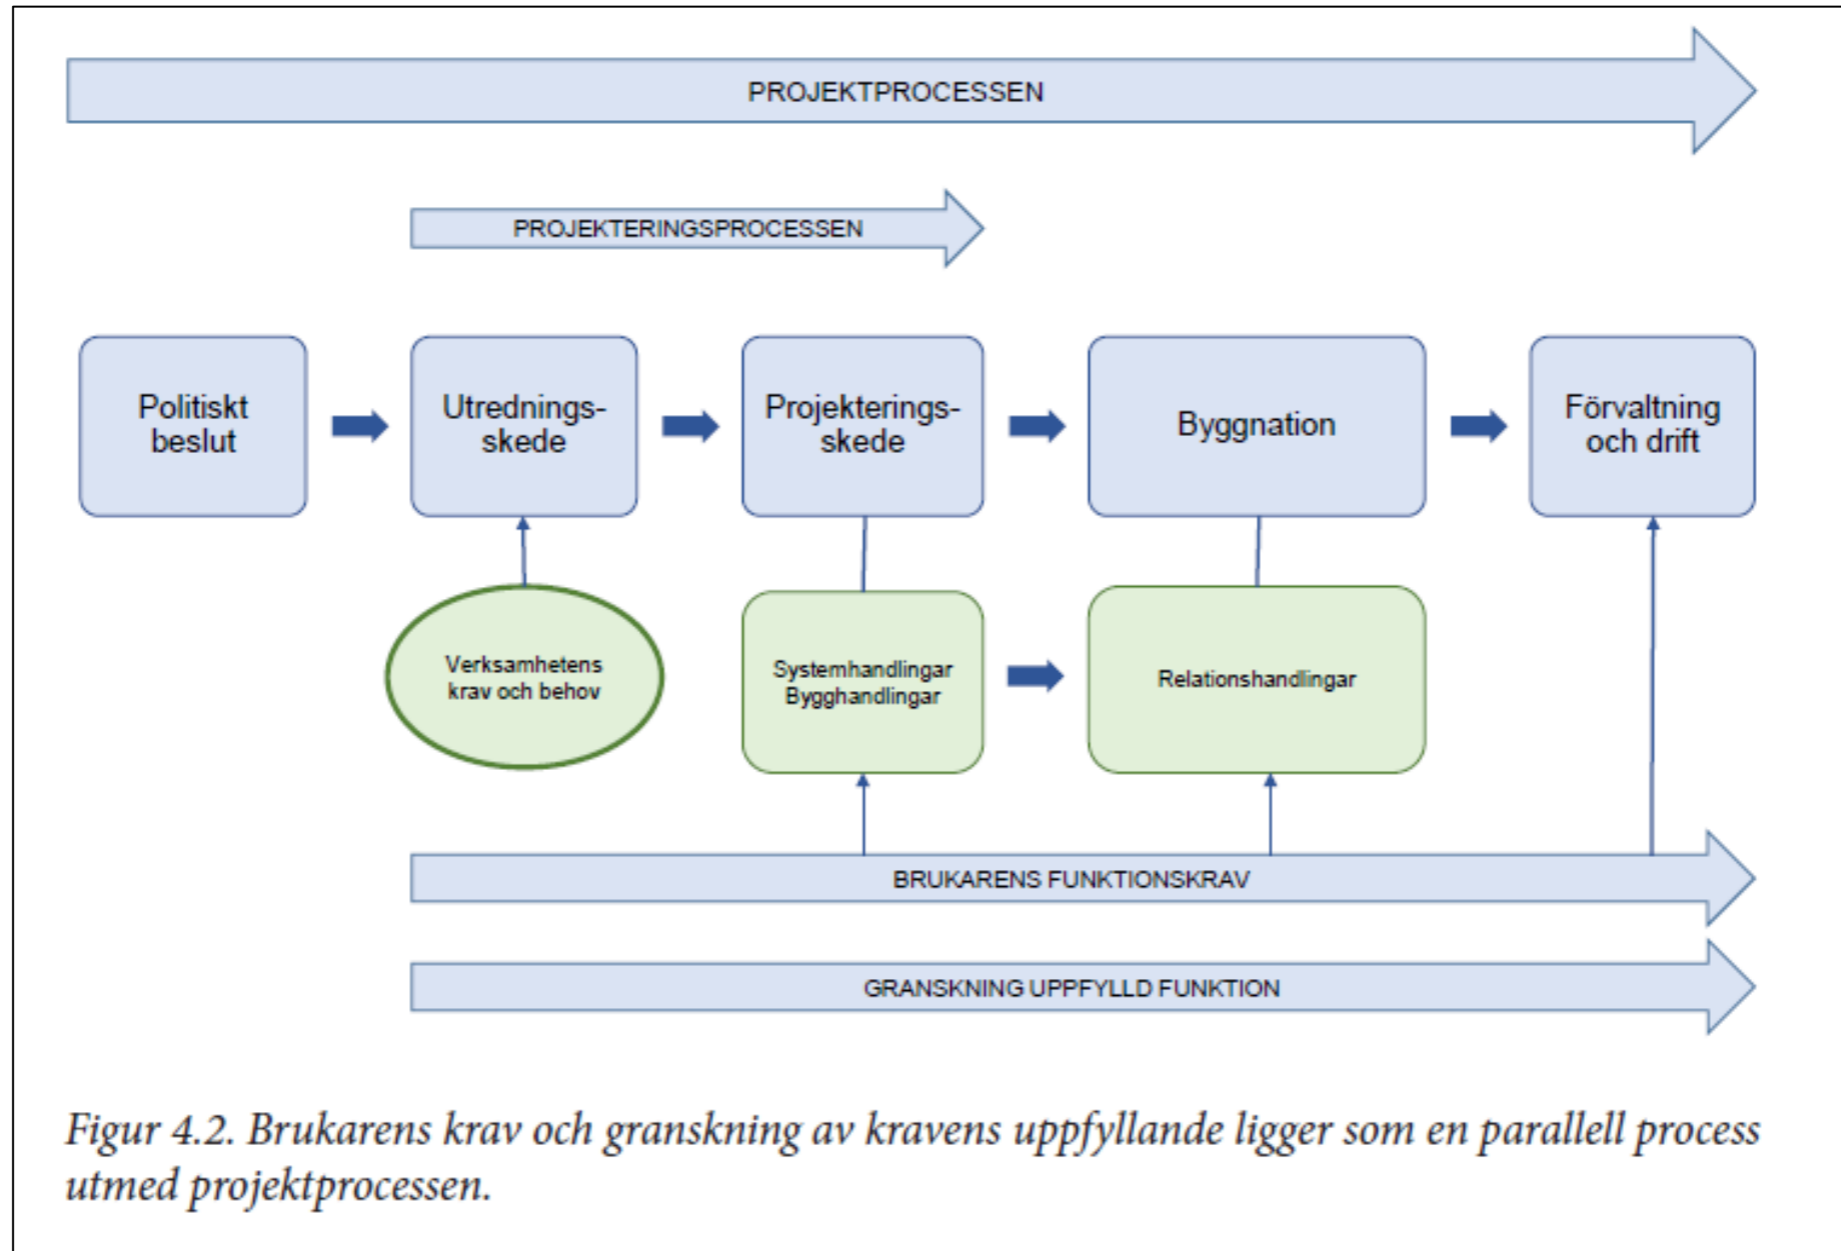 PROJEKTPROCESSEN
PROJEKTERINGSPROCESSEN
Politiskt
beslut
Utrednings-
skede
Projekterings-
skede
Byggnation
Förvaltning
och drift
Verksamhetens
krav och behov
Systemhandlingar
Bygghandlingar
Relationshandlingar
BRUKARENS FUNKTIONSKRAV
GRANSKNING UPPFYLLD FUNKTION
Figur 4.2. Brukarens krav och granskning av kravens uppfyllande ligger som en parallell process
utmed projektprocessen.